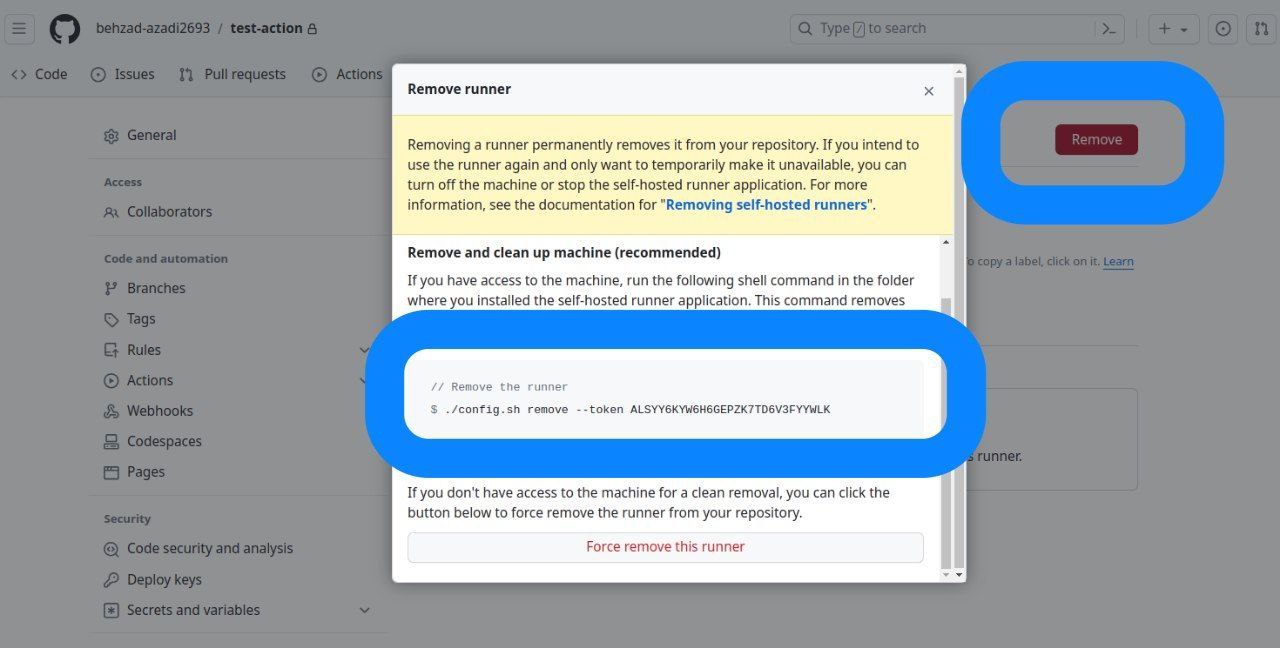 behzad-azadi2693 / test-action
Type / to search
Code
Issues
Pull requests
Actions
Remove runner
Removing a runner permanently removes it from your repository. If you intend to
use the runner again and only want to temporarily make it unavailable, you can
turn off the machine or stop the self-hosted runner application. For more
information, see the documentation for "Removing self-hosted runners".
Remove and clean up machine (recommended)
If you have access to the machine, run the following shell command in the folder
where you installed the self-hosted runner application. This command removes
// Remove the runner
$ ./config.sh remove --token ALSYY6KYW6H6GEPZK7TD6V3FYYWLK
If you don't have access to the machine for a clean removal, you can click the
button below to force remove the runner from your repository.
Force remove this runner
General
Access
Collaborators
Code and automation
Branches
Tags
Rules
Actions
Webhooks
Codespaces
Pages
Security
Code security and analysis
Deploy keys
Secrets and variables
Remove
copy a label, click on it. Learn
runner.